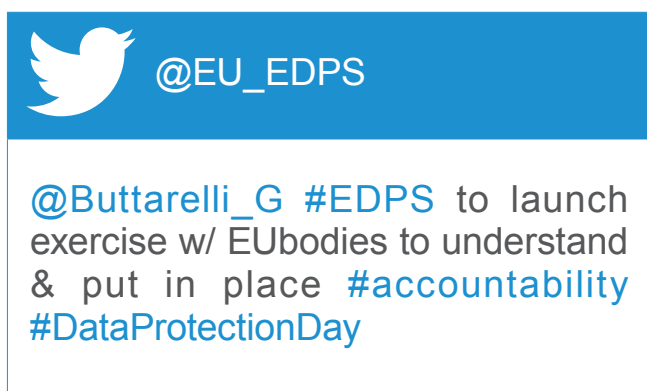 @EU_EDPS
@Buttarelli_G #EDPS to launch
exercise w/ EUbodies to understand
& put in place #accountability
#DataProtectionDay